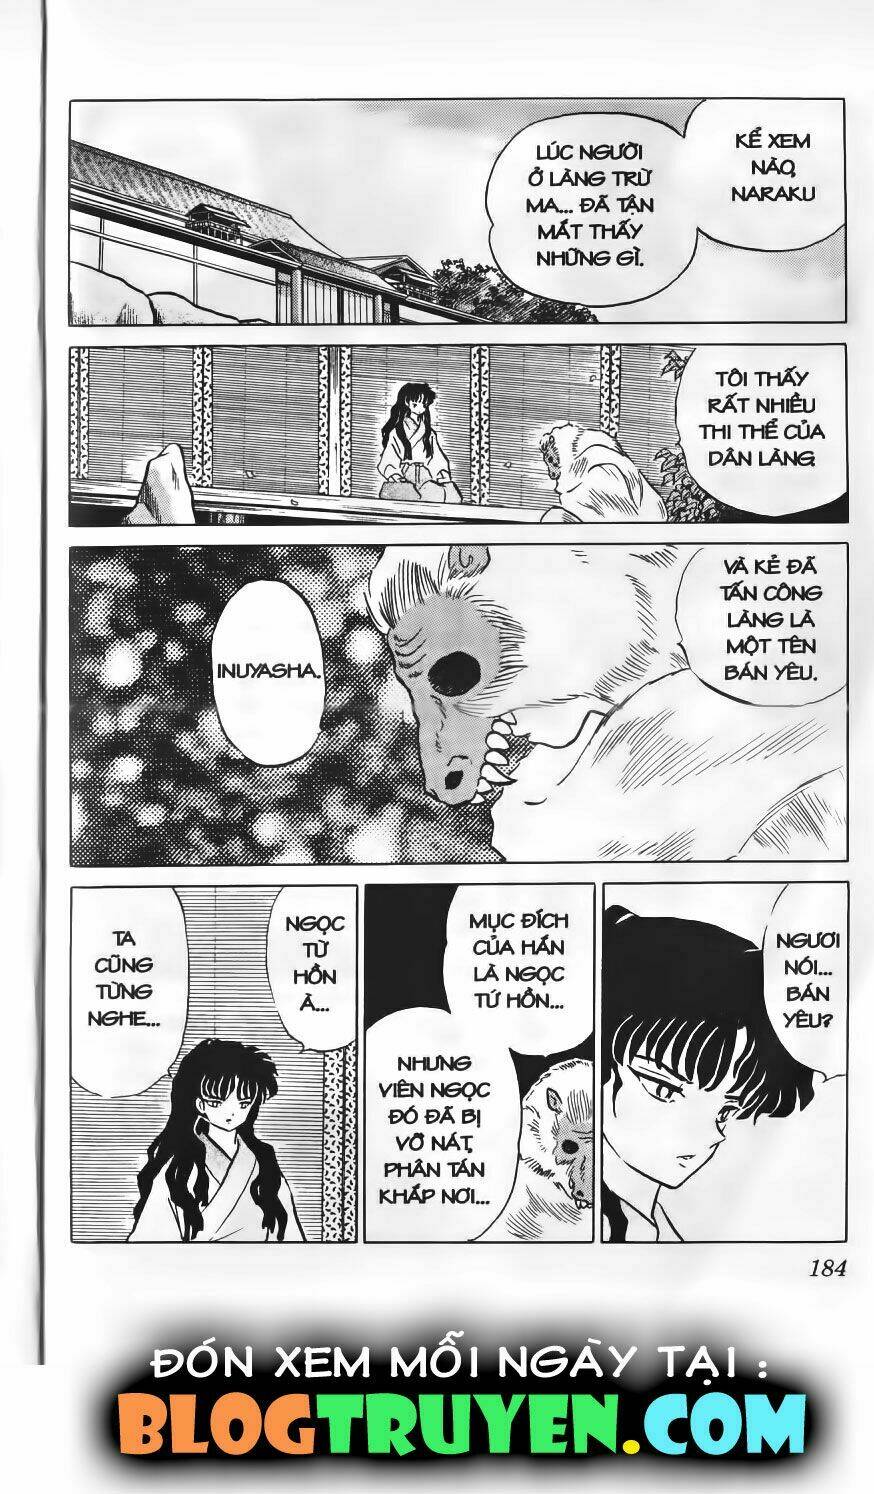 KỂ XEM
NÀO,
NARAKU
LÚC NGƯỜI
Ở LÀNG TRỪ
MA... ĐÃ TẬN
MẮT THẤY
NHỮNG GÌ.
TÔI THẤY
RẤT NHIỀU
THI THỂ CỦA
DÂN LÀNG.
VÀ KẺ ĐÃ
TẤN CÔNG
LÀNG LÀ
MỘT TÊN
BÁN YÊU.
INUYASHA.
NGƯƠI
NÓI...
BÁN
YÊU?
MỤC ĐÍCH
CỦA HẮN
LÀ NGỌC
TỨ HỒN...
NHƯNG
VIÊN NGỌC
ĐÓ ĐÃ BỊ
VỠ NÁT,
PHÂN TÁN
KHẮP NƠI...
NGỌC
TỪ
HỒN
À...
TA
CŨNG
TỪNG
NGHE...
184
ĐÓN XEM MỖI NGÀY TẠI :
BLOGTRUYEN.COM